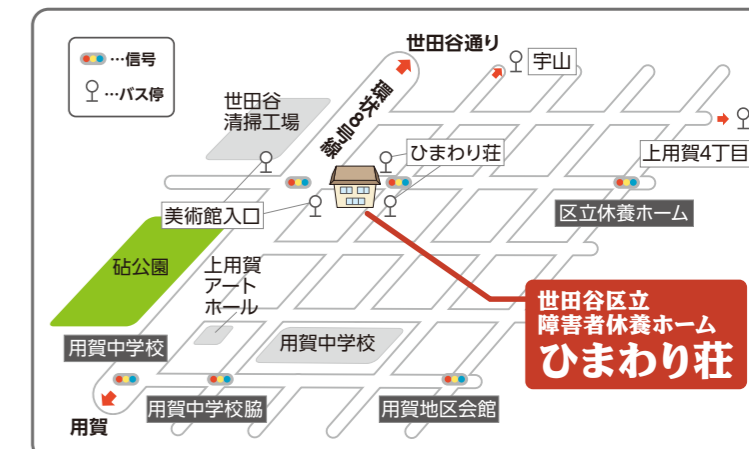 世田谷通り
…信号
…バス停
宇山
環状8号線
世田谷
清掃工場
ひまわり荘
上用賀4丁目
美術館入口
区立休養ホーム
砧公園
上用賀
アート
ホール
世田谷区立
障害者休養ホーム
ひまわり荘
用賀中学校
用賀中学校
用賀中学校脇
用賀地区会館
用賀